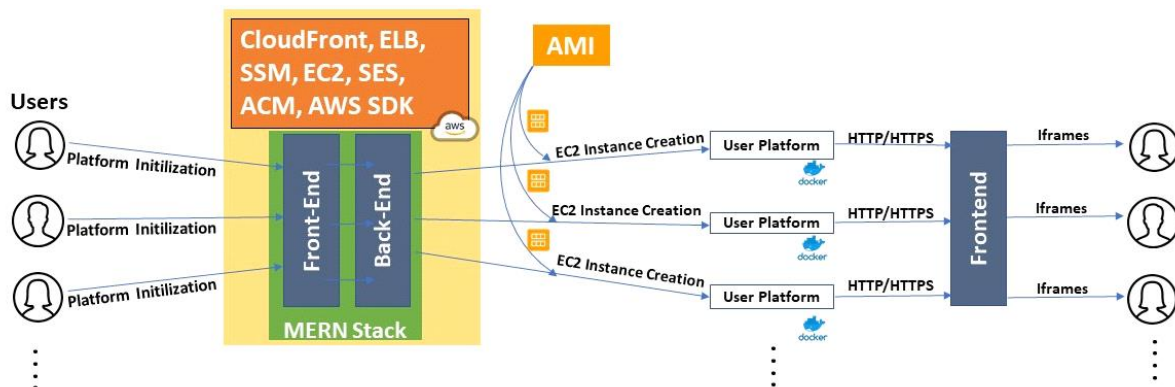 CloudFront, ELB,
SSM, EC2, SES,
ACM, AWS SDK
aws
AMI
Users
Platform Initilization
Platform Initilization
Platform Initilization
Front-End
Back-End
MERN Stack
EC2 Instance Creation
EC2 Instance Creation
EC2 Instance Creation
User Platform
docker
User Platform
docker
User Platform
docker
HTTP/HTTPS
HTTP/HTTPS
HTTP/HTTPS
Frontend
Iframes
Iframes
Iframes